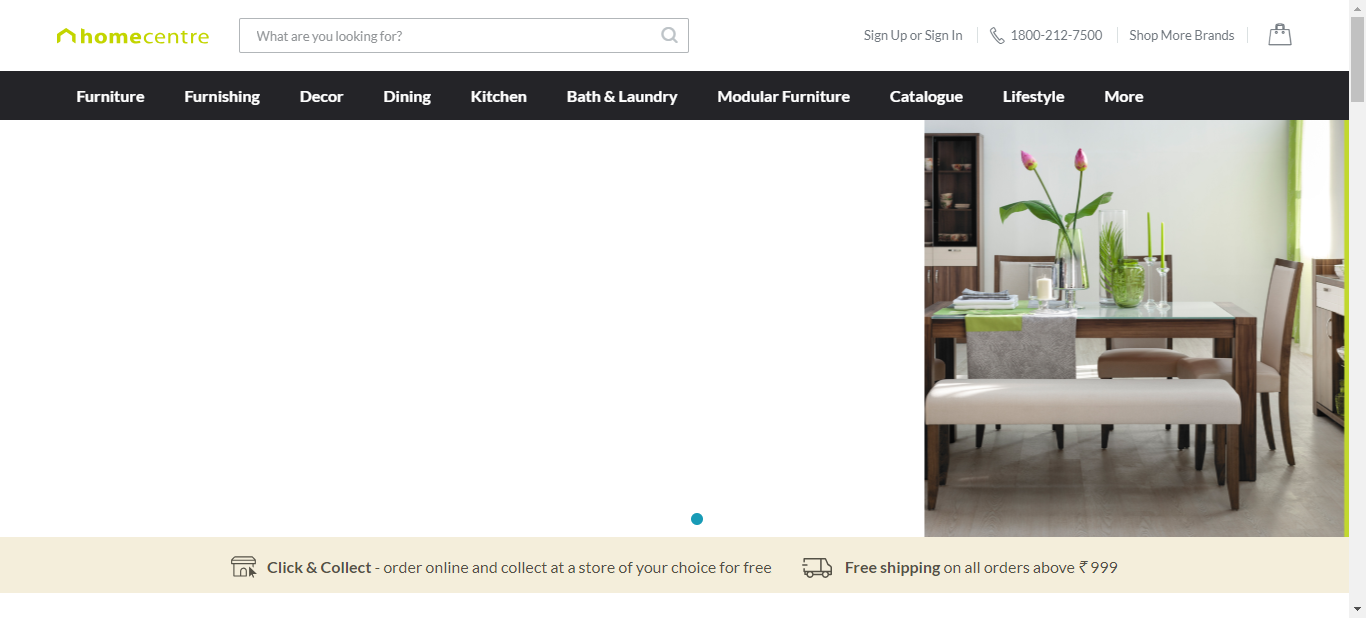 homecentre
What are you looking for?
Sign Up or Sign In
1800-212-7500
Shop More Brands
Furniture
Furnishing
Decor
Dining
Kitchen
Bath & Laundry
Modular Furniture
Catalogue
Lifestyle
More
Click & Collect - order online and collect at a store of your choice for free
Free shipping on all orders above ₹ 999